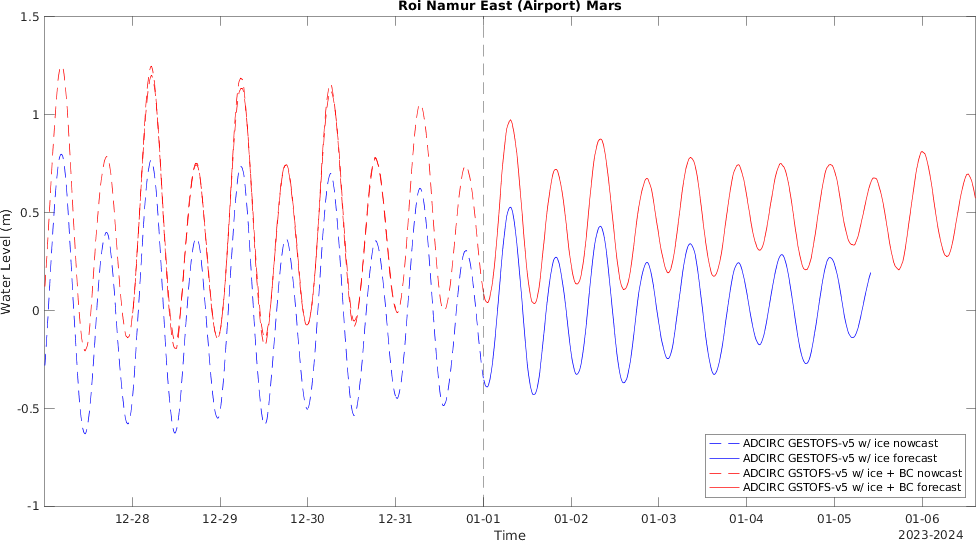 Roi Namur East (Airport) Mars
1.5
1
0.5
0
-0.5
-1
Water Level (m)
12-28 12-29 12-30 12-31 01-01 01-02 01-03 01-04 01-05 01-06
Time
2023-2024
ADCIRC GESTOFS-v5 w/ ice nowcast
ADCIRC GESTOFS-v5 w/ ice forecast
ADCIRC GSTOFS-v5 w/ ice + BC nowcast
ADCIRC GSTOFS-v5 w/ ice + BC forecast